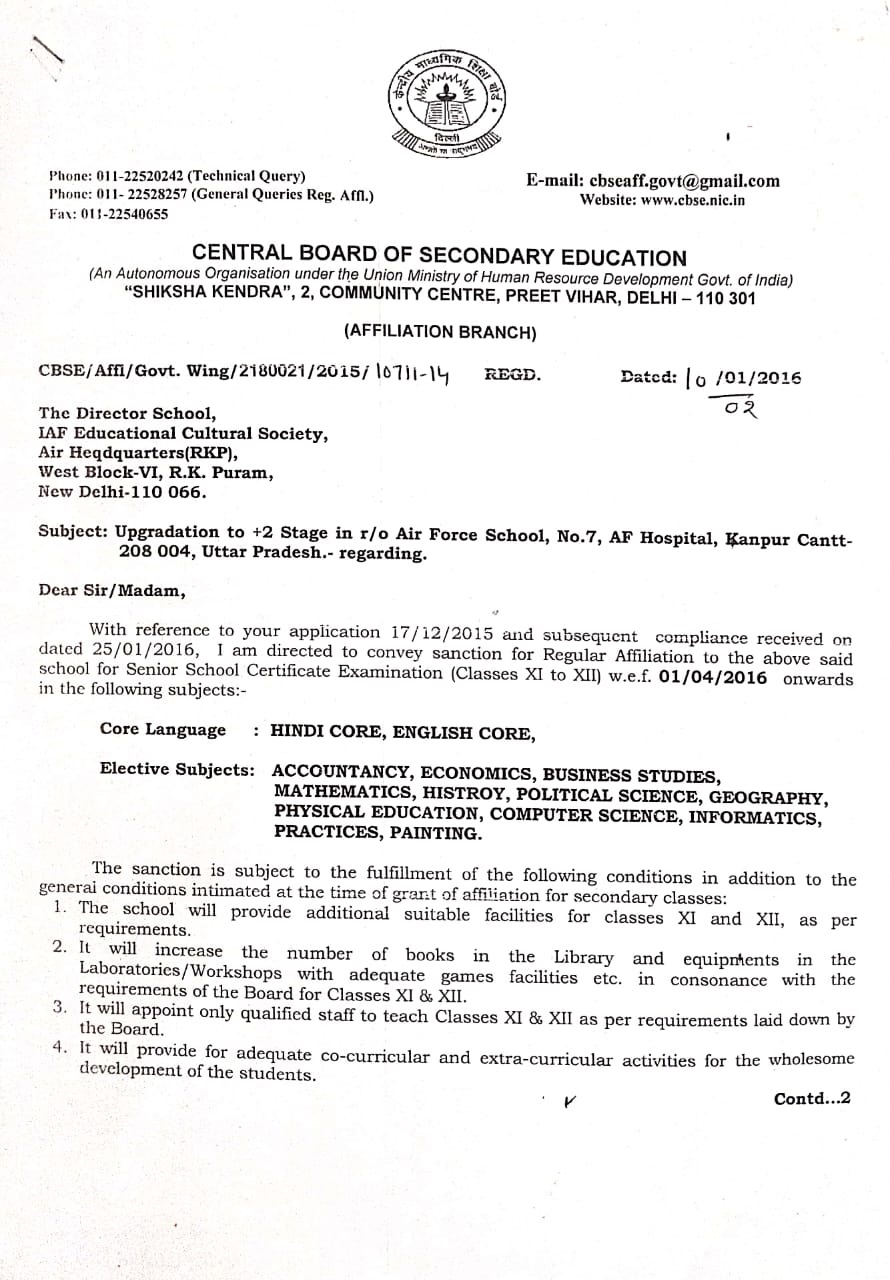 केन्द्रीय माध्यमिक शिक्षा बोर्ड
दिल्ली
Phone: 011-22520242 (Technical Query)
Phone: 011- 22528257 (General Queries Reg. Affl.)
Fax: 011-22540655
E-mail: cbseaff.govt@gmail.com
Website: www.cbse.nic.in
CENTRAL BOARD OF SECONDARY EDUCATION
(An Autonomous Organisation under the Union Ministry of Human Resource Development Govt. of India)
“SHIKSHA KENDRA”, 2, COMMUNITY CENTRE, PREET VIHAR, DELHI – 110 301
(AFFILIATION BRANCH)
CBSE/Affl/Govt. Wing/2180021/2015/ 10711-14 REGD. Dated: 10 /01/2016
02
The Director School,
IAF Educational Cultural Society,
Air Heqdquarters(RKP),
West Block-VI, R.K. Puram,
New Delhi-110 066.
Subject: Upgradation to +2 Stage in r/o Air Force School, No.7, AF Hospital, Kanpur Cantt-
208 004, Uttar Pradesh.- regarding.
Dear Sir/Madam,
With reference to your application 17/12/2015 and subsequent compliance received on
dated 25/01/2016, I am directed to convey sanction for Regular Affiliation to the above said
school for Senior School Certificate Examination (Classes XI to XII) w.e.f. 01/04/2016 onwards
in the following subjects:-
Core Language : HINDI CORE, ENGLISH CORE,
Elective Subjects: ACCOUNTANCY, ECONOMICS, BUSINESS STUDIES,
MATHEMATICS, HISTROY, POLITICAL SCIENCE, GEOGRAPHY,
PHYSICAL EDUCATION, COMPUTER SCIENCE, INFORMATICS,
PRACTICES, PAINTING.
The sanction is subject to the fulfillment of the following conditions in addition to the
general conditions intimated at the time of grant of affiliation for secondary classes:
1. The school will provide additional suitable facilities for classes XI and XII, as per
requirements.
2. It will increase the number of books in the Library and equipments in the
Laboratories/Workshops with adequate games facilities etc. in consonance with the
requirements of the Board for Classes XI & XII.
3. It will appoint only qualified staff to teach Classes XI & XII as per requirements laid down by
the Board.
4. It will provide for adequate co-curricular and extra-curricular activities for the wholesome
development of the students.
Contd...2